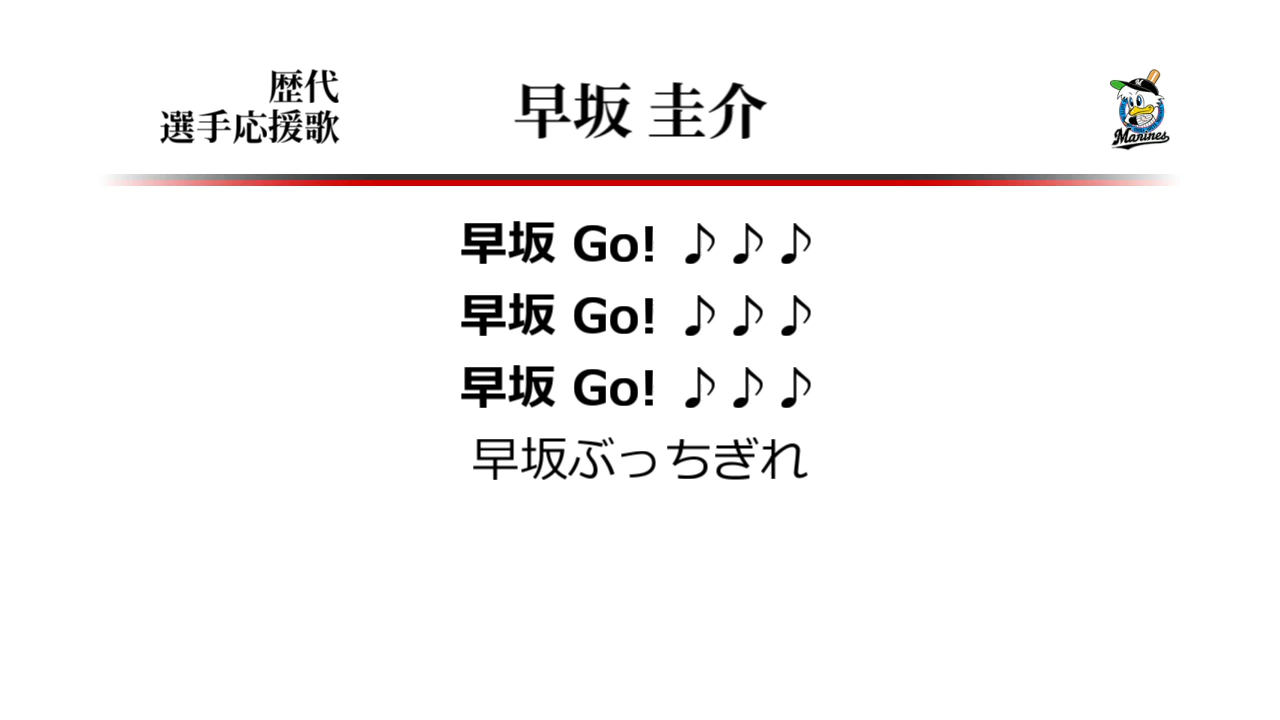 歴代
選手応援歌
早坂 圭介
Marines
早坂 Go! ♪♪♪
早坂 Go! ♪♪♪
早坂 Go! ♪♪♪
早坂ぶっちぎれ